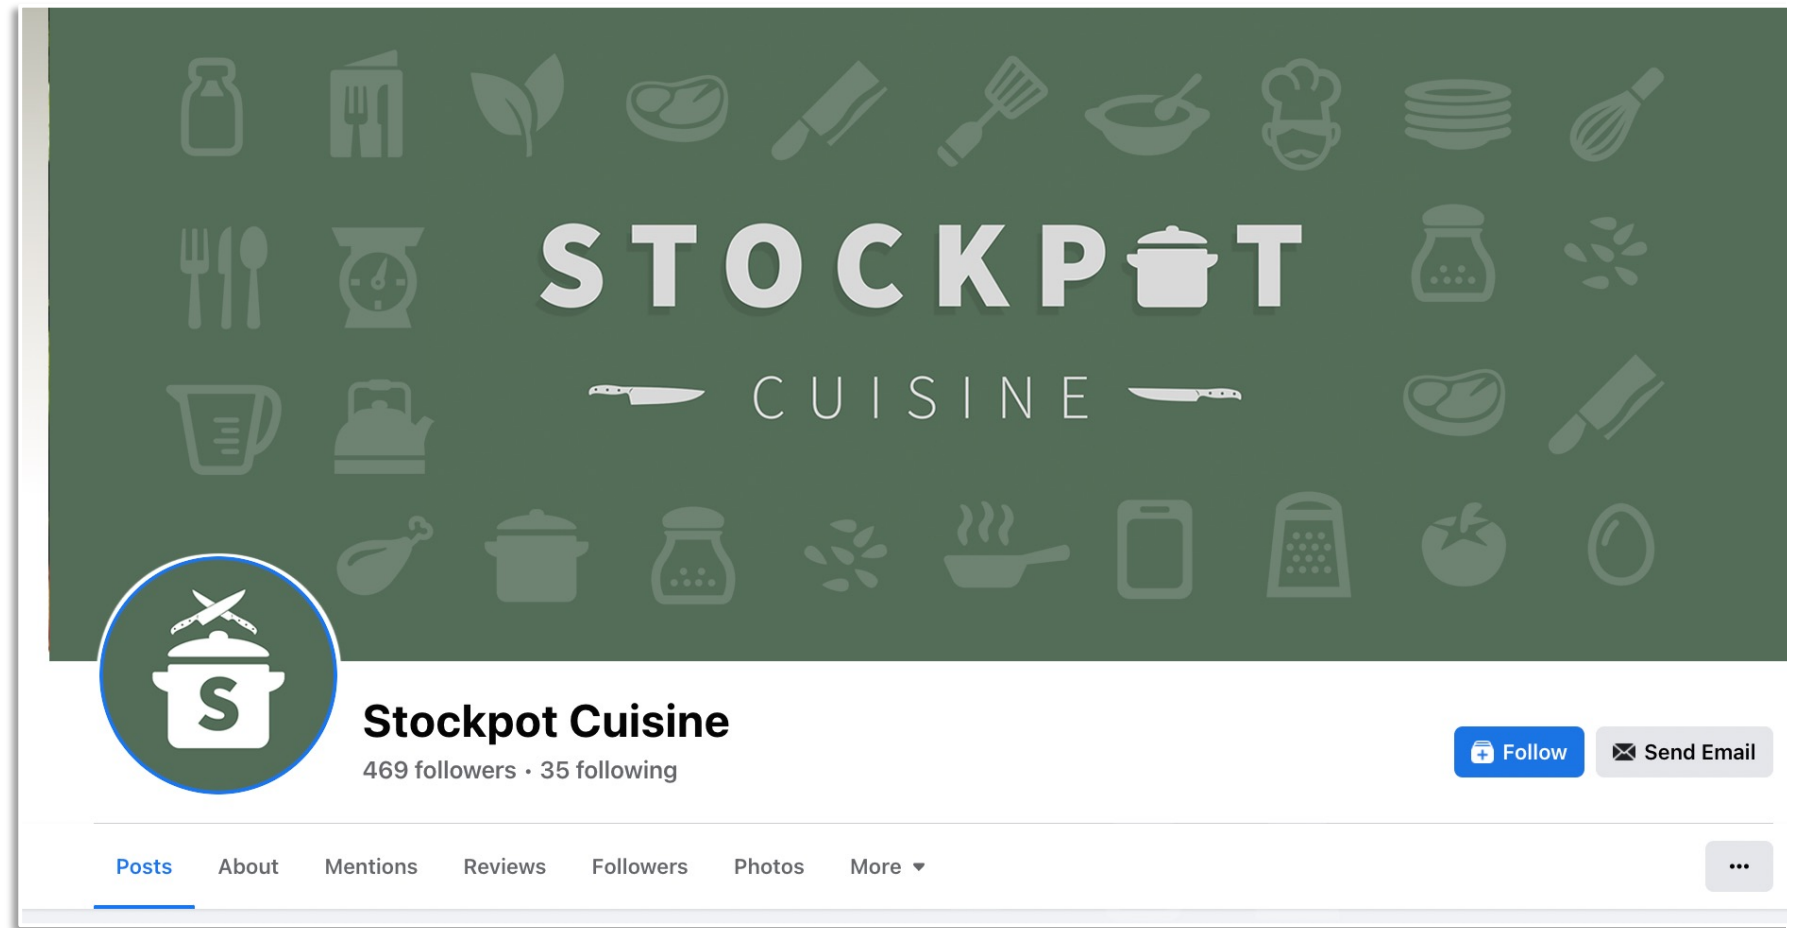 STOCKPOT
CUISINE
S
Stockpot Cuisine
469 followers · 35 following
Follow
Send Email
Posts
About
Mentions
Reviews
Followers
Photos
More